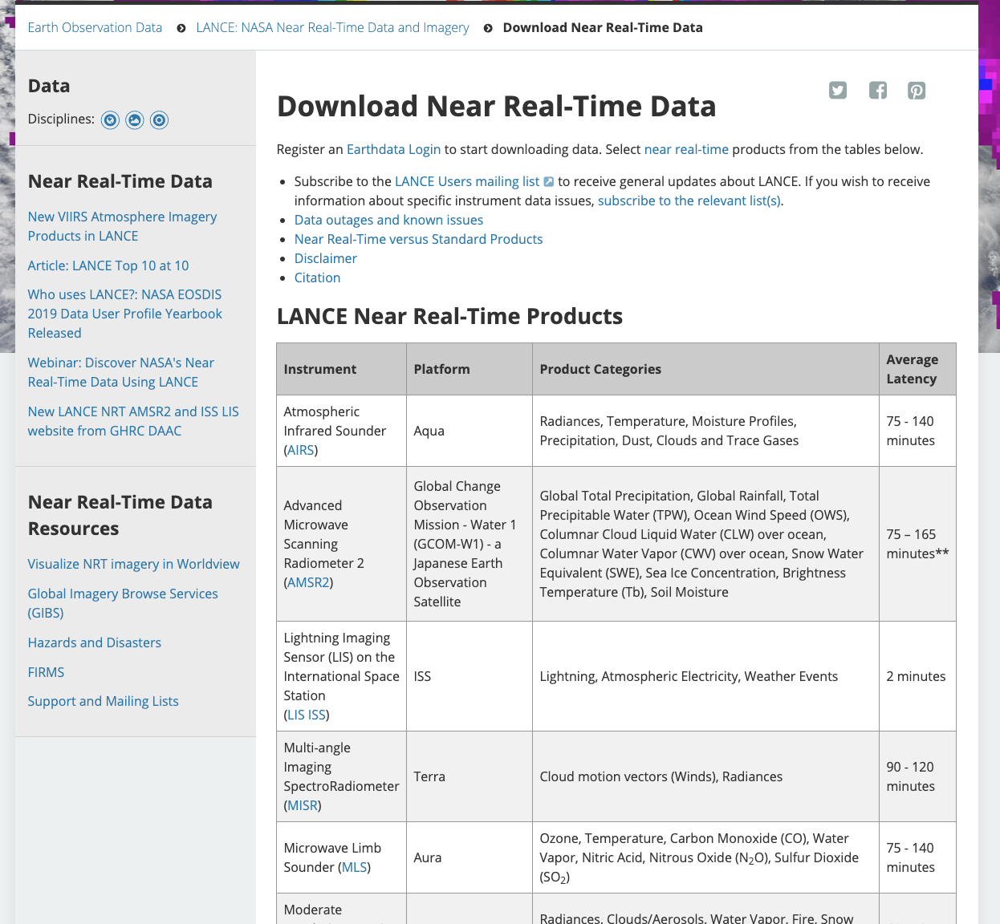 Earth Observation Data LANCE: NASA Near Real-Time Data and Imagery Download Near Real-Time Data
Data
Disciplines:
Near Real-Time Data
New VIIRS Atmosphere Imagery
Products in LANCE
Article: LANCE Top 10 at 10
Who uses LANCE?: NASA EOSDIS
2019 Data User Profile Yearbook
Released
Webinar: Discover NASA's Near
Real-Time Data Using LANCE
New LANCE NRT AMSR2 and ISS LIS
website from GHRC DAAC
Near Real-Time Data
Resources
Visualize NRT imagery in Worldview
Global Imagery Browse Services
(GIBS)
Hazards and Disasters
FIRMS
Support and Mailing Lists
Download Near Real-Time Data
Register an Earthdata Login to start downloading data. Select near real-time products from the tables below.
• Subscribe to the LANCE Users mailing list to receive general updates about LANCE. If you wish to receive
information about specific instrument data issues, subscribe to the relevant list(s).
• Data outages and known issues
• Near Real-Time versus Standard Products
• Disclaimer
• Citation
LANCE Near Real-Time Products
Instrument
Platform
Product Categories
Average
Latency
Atmospheric
Infrared Sounder
(AIRS)
Aqua
Radiances, Temperature, Moisture Profiles,
Precipitation, Dust, Clouds and Trace Gases
75 - 140
minutes
Advanced
Microwave
Scanning
Radiometer 2
(AMSR2)
Global Change
Observation
Mission - Water 1
(GCOM-W1) - a
Japanese Earth
Observation
Satellite
Global Total Precipitation, Global Rainfall, Total
Precipitable Water (TPW), Ocean Wind Speed (OWS),
Columnar Cloud Liquid Water (CLW) over ocean,
Columnar Water Vapor (CWV) over ocean, Snow Water
Equivalent (SWE), Sea Ice Concentration, Brightness
Temperature (Tb), Soil Moisture
75 – 165
minutes**
Lightning Imaging
Sensor (LIS) on the
International Space
Station
(LIS ISS)
ISS
Lightning, Atmospheric Electricity, Weather Events
2 minutes
Multi-angle
Imaging
SpectroRadiometer
(MISR)
Terra
Cloud motion vectors (Winds), Radiances
90 - 120
minutes
Microwave Limb
Sounder (MLS)
Aura
Ozone, Temperature, Carbon Monoxide (CO), Water
Vapor, Nitric Acid, Nitrous Oxide (N₂O), Sulfur Dioxide
(SO₂)
75 - 140
minutes
Moderate
Radiances, Clouds/Aerosols, Water Vapor, Fire, Snow